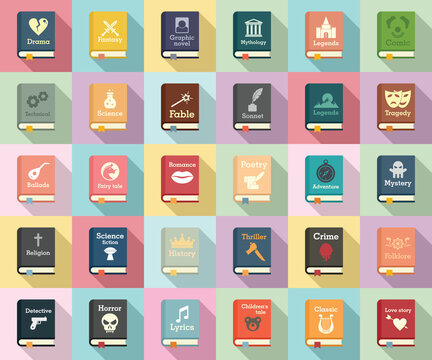 Drama
Fantasy
Graphic
novel
Mythology
Legends
Comic
Technical
Science
Fable
Sonnet
Legends
Tragedy
Ballads
Fairy tale
Romance
Poetry
Adventure
Mystery
Religion
Science
fiction
History
Thriller
Crime
Folklore
Detective
Horror
Lyrics
Children's
tale
Classic
Love story